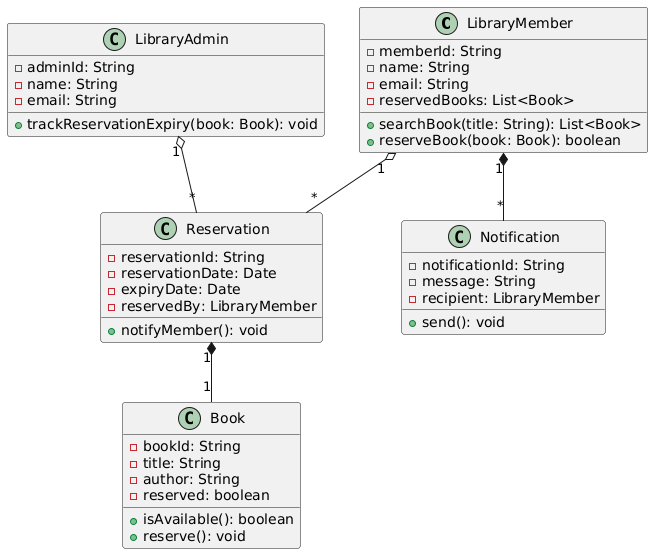 C LibraryAdmin
adminId: String
name: String
email: String
trackReservationExpiry(book: Book): void
C LibraryMember
memberId: String
name: String
email: String
reservedBooks: List<Book>
searchBook(title: String): List<Book>
reserveBook(book: Book): boolean
1
*
1
*
1
*
C Reservation
reservationId: String
reservationDate: Date
expiryDate: Date
reservedBy: LibraryMember
notifyMember(): void
C Notification
notificationId: String
message: String
recipient: LibraryMember
send(): void
1
1
C Book
bookId: String
title: String
author: String
reserved: boolean
isAvailable(): boolean
reserve(): void